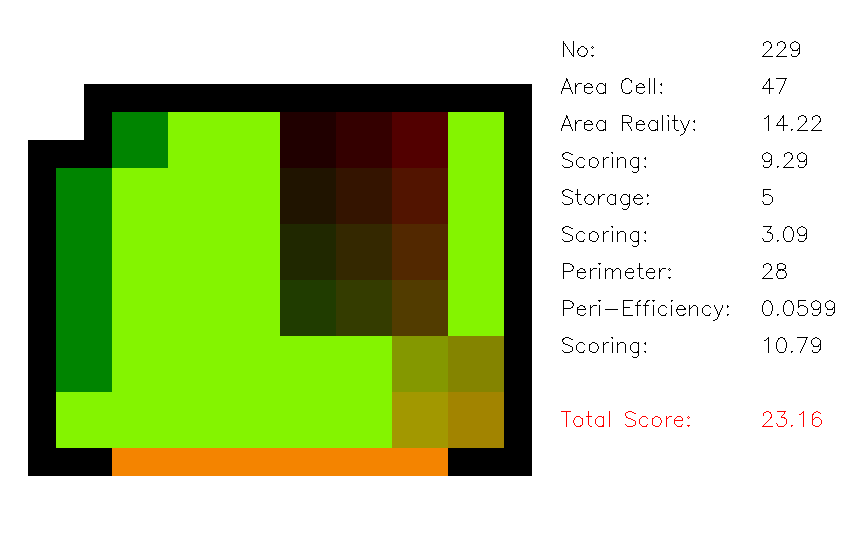 No: 229
Area Cell: 47
Area Reality: 14.22
Scoring: 9.29
Storage: 5
Scoring: 3.09
Perimeter: 28
Peri-Efficiency: 0.0599
Scoring: 10.79
Total Score: 23.16